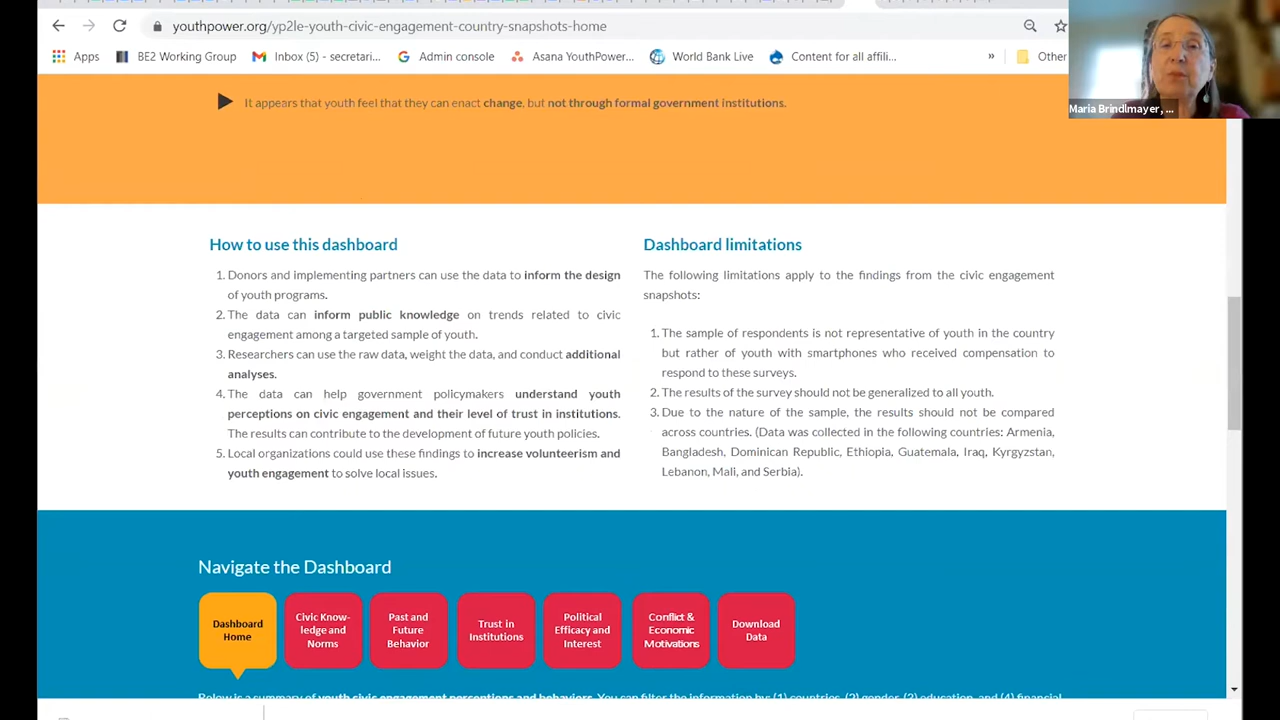 youthpower.org/yp2le-youth-civic-engagement-country-snapshots-home
Apps BE2 Working Group Inbox (5) - secretari... Admin console Asana YouthPowe... World Bank Live Content for all affili... » Other
Maria Brindlmayer, ...
It appears that youth feel that they can enact change, but not through formal government institutions.
How to use this dashboard
1. Donors and implementing partners can use the data to inform the design
of youth programs.
2. The data can inform public knowledge on trends related to civic
engagement among a targeted sample of youth.
3. Researchers can use the raw data, weight the data, and conduct additional
analyses.
4. The data can help government policymakers understand youth
perceptions on civic engagement and their level of trust in institutions.
The results can contribute to the development of future youth policies.
5. Local organizations could use these findings to increase volunteerism and
youth engagement to solve local issues.
Dashboard limitations
The following limitations apply to the findings from the civic engagement
snapshots:
1. The sample of respondents is not representative of youth in the country
but rather of youth with smartphones who received compensation to
respond to these surveys.
2. The results of the survey should not be generalized to all youth.
3. Due to the nature of the sample, the results should not be compared
across countries. (Data was collected in the following countries: Armenia,
Bangladesh, Dominican Republic, Ethiopia, Guatemala, Iraq, Kyrgyzstan,
Lebanon, Mali, and Serbia).
Navigate the Dashboard
Dashboard
Home
Civic Know-
ledge and
Norms
Past and
Future
Behavior
Trust in
Institutions
Political
Efficacy and
Interest
Conflict &
Economic
Motivations
Download
Data
Below is a summary of youth civic engagement perceptions and behaviors. You can filter the information by: (1) countries, (2) gender, (3) education, and (4) financial